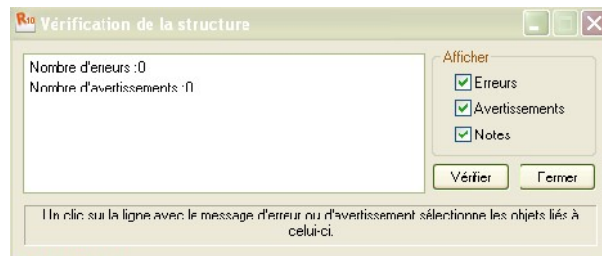 R10 Vérification de la structure
Nombre d'erreurs :0
Nombre d'avertissements :0
Afficher
Erreurs
Avertissements
Notes
Vérifier
Fermer
Un clic sur la ligne avec le message d'erreur ou d'avertissement sélectionne les objets liés à
celui-ci.